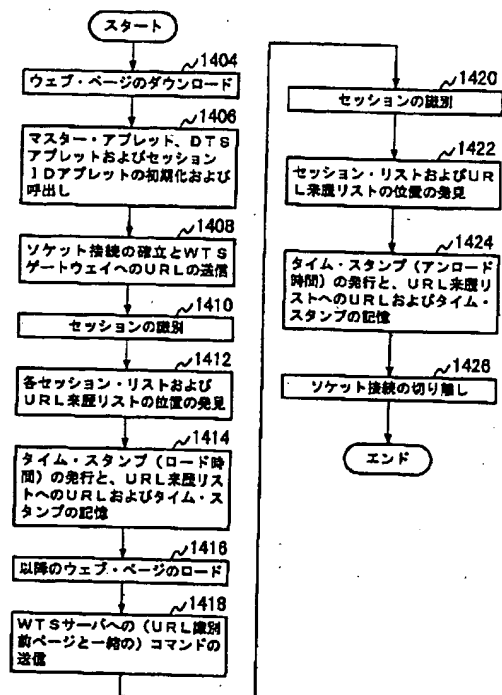 スタート
1404
ウェブ・ページのダウンロード
1406
マスター・アプレッド、DTS
アプレットおよびセッション
IDアプレットの初期化および
呼出し
1408
ソケット接続の確立とWTS
ゲートウェイへのURLの送信
1410
セッションの識別
1412
各セッション・リストおよび
URL来歴リストの位置の発見
1414
タイム・スタンプ(ロード時
間)の発行と、URL来歴リス
トへのURLおよびタイム・ス
タンプの記憶
1416
以降のウェブ・ページのロード
1418
WTSサーバへの(URL識別
前ページと一緒の)コマンドの
送信
1420
セッションの識別
1422
セッション・リストおよびUR
L来歴リストの位置の発見
1424
タイム・スタンプ(アンロード
時間)の発行と、URL来歴リ
ストへのURLおよびタイム・
スタンプの記憶
1426
ソケット接続の切り離し
エンド